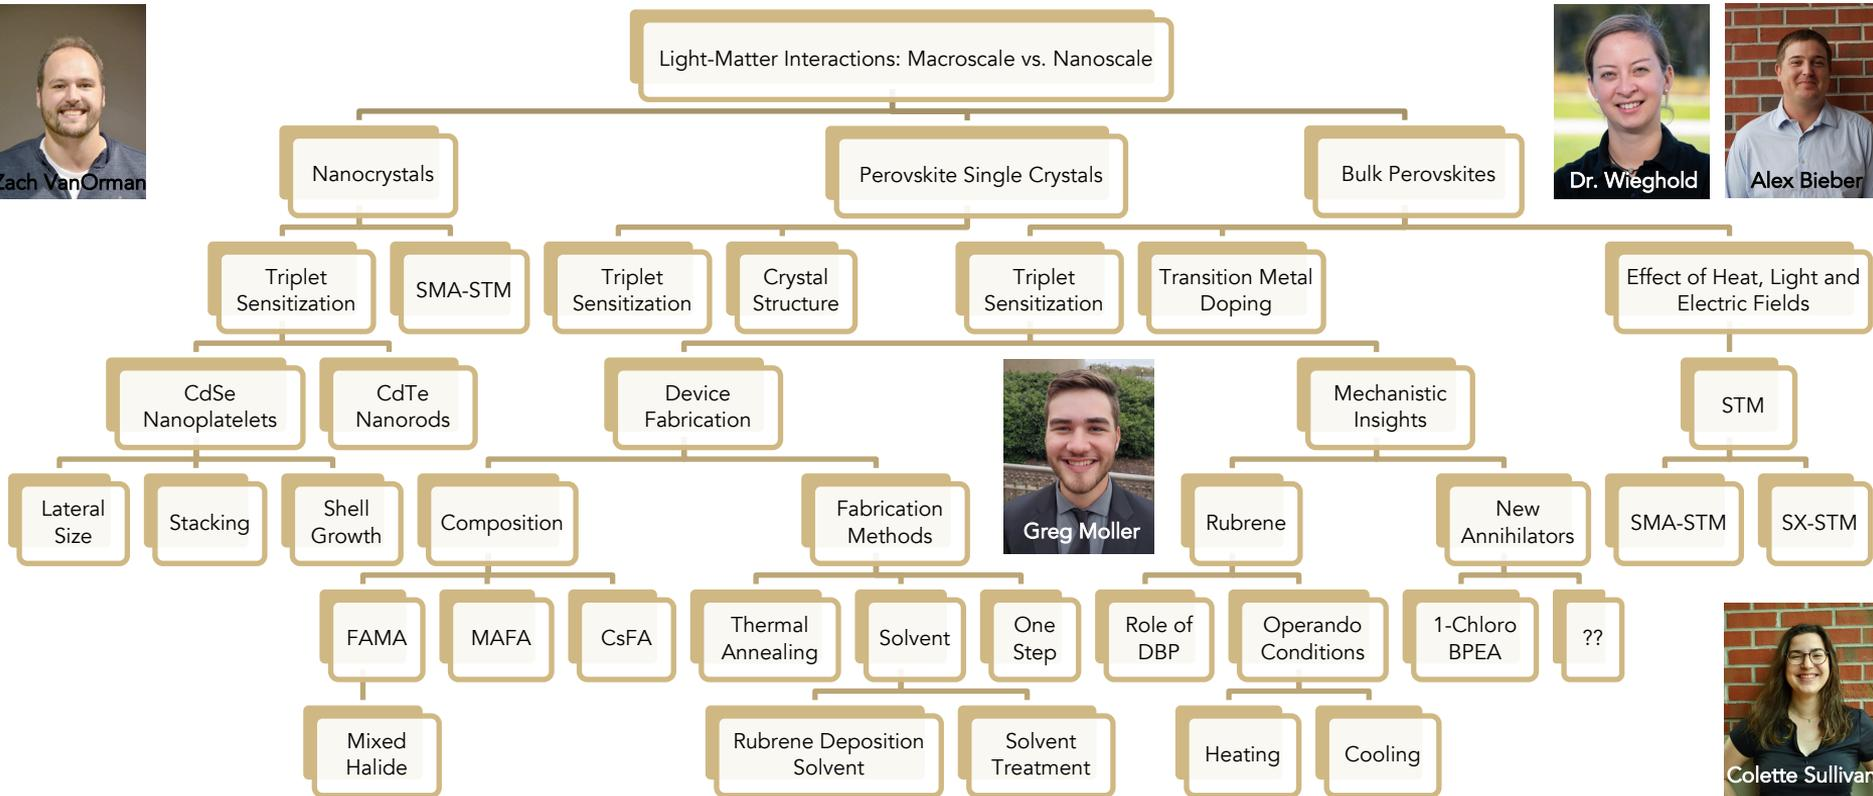 Light-Matter Interactions: Macroscale vs. Nanoscale
Zach VanOrman
Dr. Wieghold
Alex Bieber
Nanocrystals
Perovskite Single Crystals
Bulk Perovskites
Triplet
Sensitization
SMA-STM
Triplet
Sensitization
Crystal
Structure
Triplet
Sensitization
Transition Metal
Doping
Effect of Heat, Light and
Electric Fields
CdSe
Nanoplatelets
CdTe
Nanorods
Device
Fabrication
Mechanistic
Insights
STM
Lateral
Size
Stacking
Shell
Growth
Composition
Fabrication
Methods
Greg Moller
Rubrene
New
Annihilators
SMA-STM
SX-STM
FAMA
MAFA
CsFA
Thermal
Annealing
Solvent
One
Step
Role of
DBP
Operando
Conditions
1-Chloro
BPEA
??
Mixed
Halide
Rubrene Deposition
Solvent
Solvent
Treatment
Heating
Cooling
Colette Sullivan